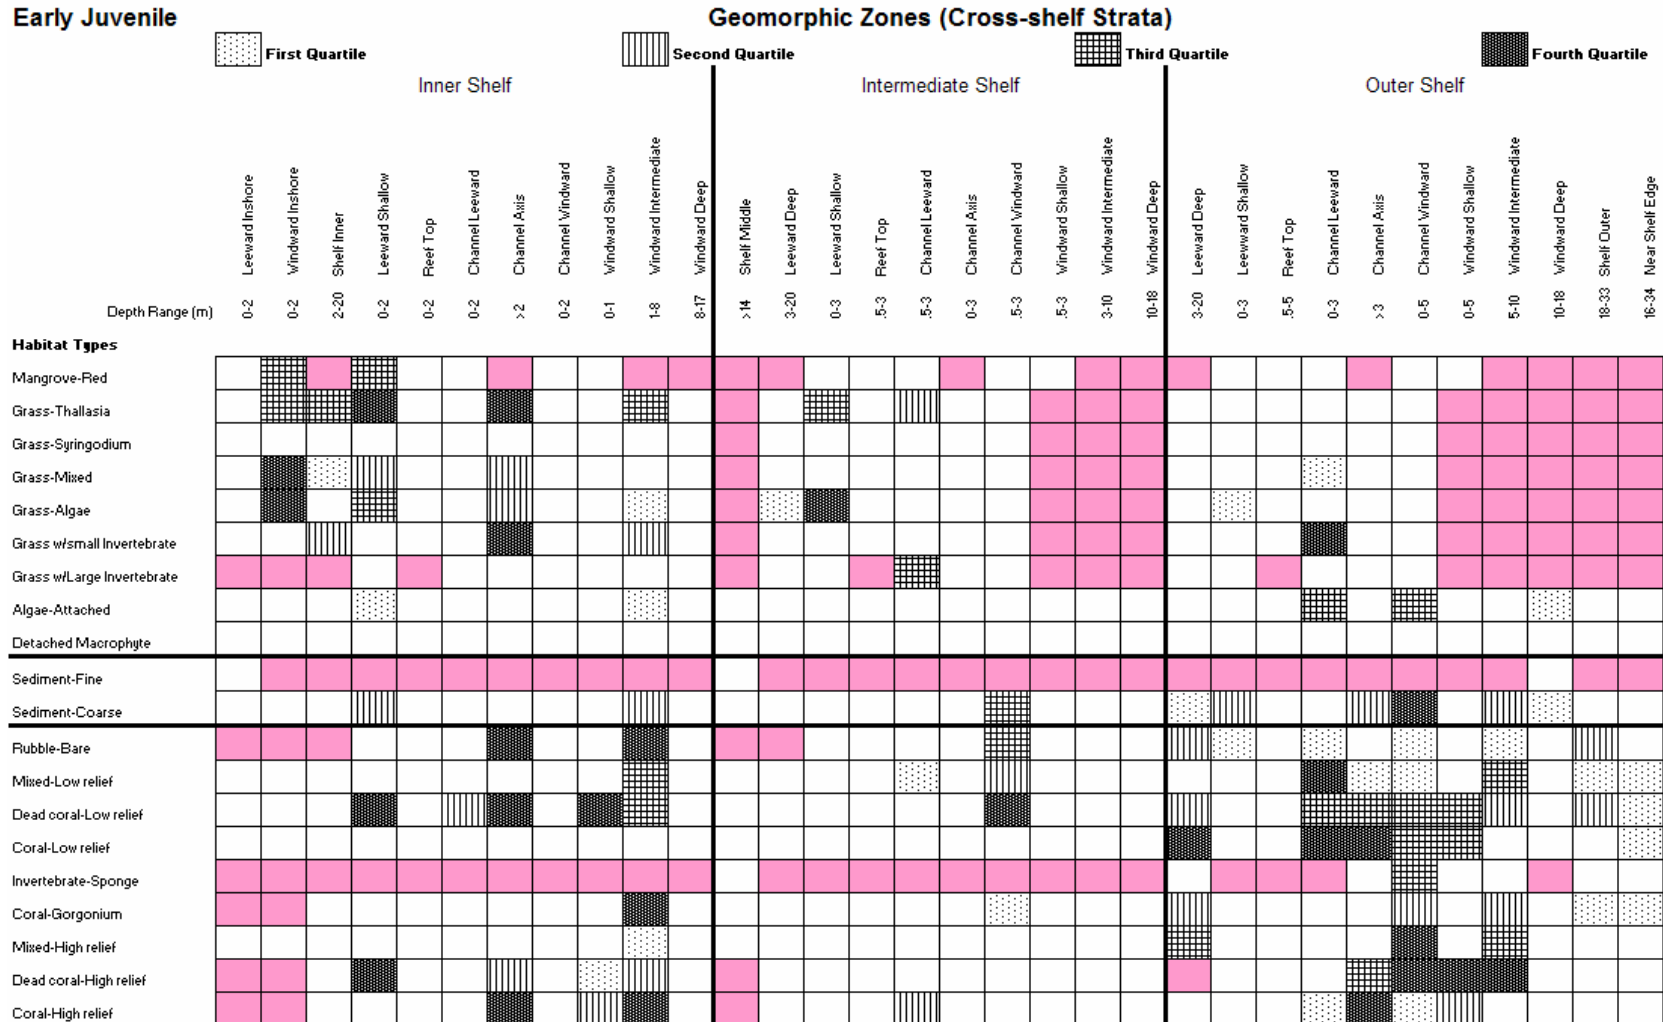 Early Juvenile
Geomorphic Zones (Cross-shelf Strata)
First Quartile
Second Quartile
Third Quartile
Fourth Quartile
Inner Shelf
Intermediate Shelf
Outer Shelf
Leeward Inshore
Windward Inshore
Shelf Inner
Leeward Shallow
Reef Top
Channel Leeward
Channel Axis
Channel Windward
Windward Shallow
Windward Intermediate
Windward Deep
Shelf Middle
Leeward Deep
Leeward Shallow
Reef Top
Channel Leeward
Channel Axis
Channel Windward
Windward Shallow
Windward Intermediate
Windward Deep
Leeward Deep
Leewward Shallow
Reef Top
Channel Leeward
Channel Axis
Channel Windward
Windward Shallow
Windward Intermediate
Windward Deep
Shelf Outer
Near Shelf Edge
Depth Range (m) 0-2 0-2 2-20 0-2 0-2 0-2 >2 0-2 0-1 1-8 8-17 >14 3-20 0-3 .5-3 .5-3 0-3 .5-3 .5-3 3-10 10-18 3-20 0-3 .5-5 0-3 >3 0-5 0-5 5-10 10-18 18-33 16-34
Habitat Types
Mangrove-Red
Grass-Thallasia
Grass-Syringodium
Grass-Mixed
Grass-Algae
Grass w/small Invertebrate
Grass w/Large Invertebrate
Algae-Attached
Detached Macrophyte
Sediment-Fine
Sediment-Coarse
Rubble-Bare
Mixed-Low relief
Dead coral-Low relief
Coral-Low relief
Invertebrate-Sponge
Coral-Gorgonium
Mixed-High relief
Dead coral-High relief
Coral-High relief